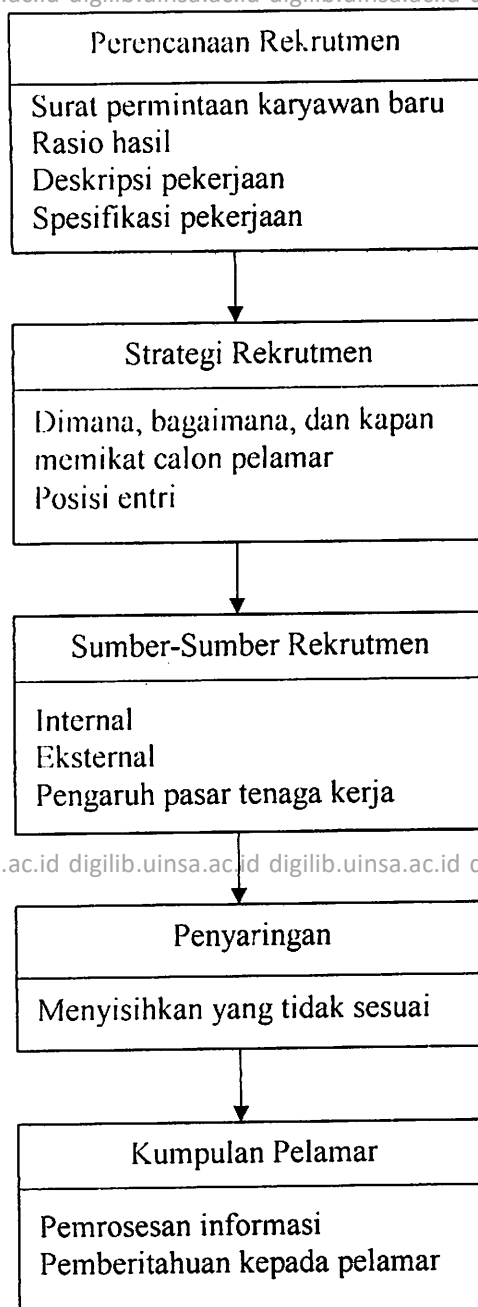 Perencanaan Rekrutmen
Surat permintaan karyawan baru
Rasio hasil
Deskripsi pekerjaan
Spesifikasi pekerjaan
Strategi Rekrutmen
Dimana, bagaimana, dan kapan
memikat calon pelamar
Posisi entri
Sumber-Sumber Rekrutmen
Internal
Eksternal
Pengaruh pasar tenaga kerja
.ac.id digilib.uinsa.ac.id digilib.uinsa.ac.id
Penyaringan
Menyisihkan yang tidak sesuai
Kumpulan Pelamar
Pemrosesan informasi
Pemberitahuan kepada pelamar